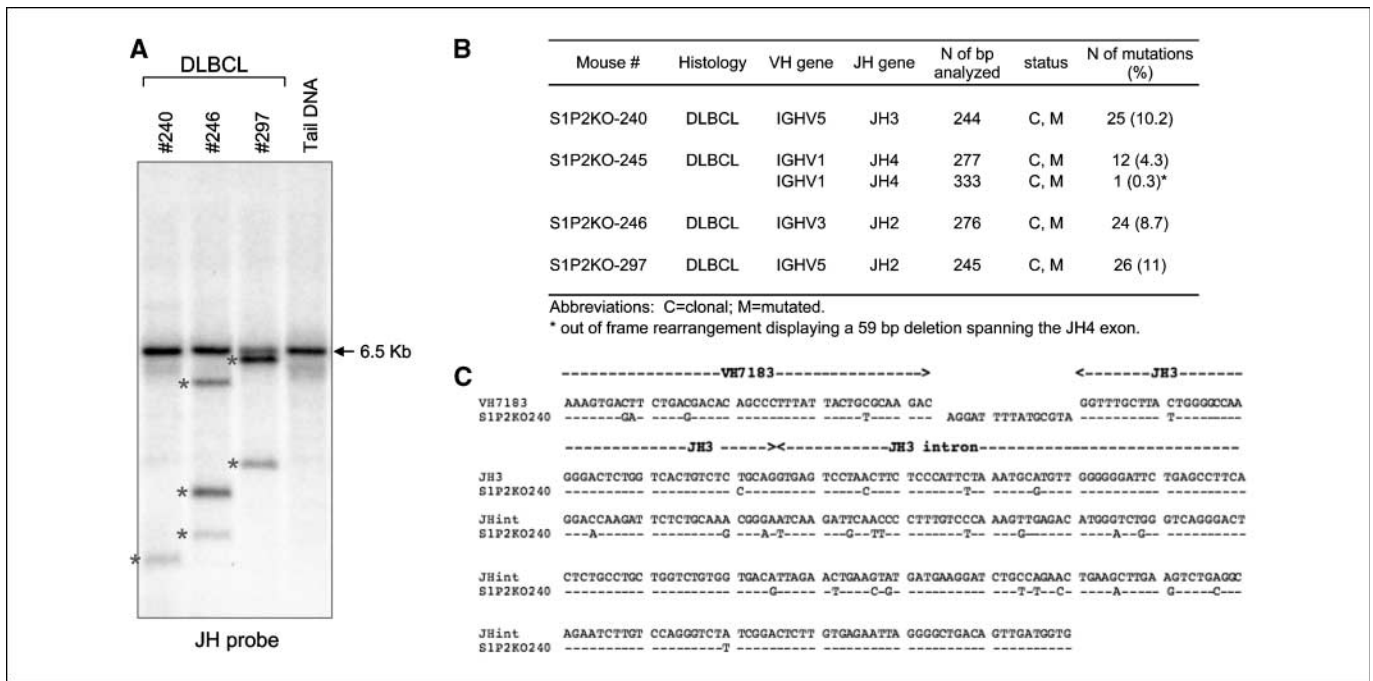 A
DLBCL
#240
#246
#297
Tail DNA
*
*
*
*
*
*
← 6.5 Kb
JH probe
B
Mouse # Histology VH gene JH gene N of bp analyzed status N of mutations (%)
S1P2KO-240 DLBCL IGHV5 JH3 244 C, M 25 (10.2)
S1P2KO-245 DLBCL IGHV1 JH4 277 C, M 12 (4.3)
IGHV1 JH4 333 C, M 1 (0.3)*
S1P2KO-246 DLBCL IGHV3 JH2 276 C, M 24 (8.7)
S1P2KO-297 DLBCL IGHV5 JH2 245 C, M 26 (11)
Abbreviations: C=clonal; M=mutated.
* out of frame rearrangement displaying a 59 bp deletion spanning the JH4 exon.
C
-------------------VH7183----------------> <-------JH3-------
VH7183 AAAGTGACTT CTGACGACAC AGCCCTTTAT TACTGCGCAA GAC GGTTTGCTTA CTGGGGCCAA
S1P2KO240 ------GA-- ---G------ ---------- --T------- --- AGGAT TTTATGCGTA ---------- T---------
---------------JH3 ----->< -----------JH3 intron-----------------------------
JH3 GGGACTCTGG TCACTGTCTC TGCAGGTGAG TCCTAACTTC TCCCATTCTA AATGCATGTT GGGGGGATTC TGAGCCTTCA
S1P2KO240 ---------- ---------- C--------- -----C---- -------T-- -----G---- ---------- ----------
JHint GGACCAAGAT TCTCTGCAAA CGGGAATCAA GATTCAACCC CTTTGTCCCA AAGTTGAGAC ATGGGTCTGG GTCAGGGACT
S1P2KO240 ---A------ -------G-- ---A-T---- ---G--TT-- ------T--- ---G------ ----A--G-- ----------
JHint CTCTGCCTGC TGGTCTGTGG TGACATTAGA ACTGAAGTAT GATGAAGGAT CTGCCAGAAC TGAAGCTTGA AGTCTGAGGC
S1P2KO240 ---------- ---------- ----G----- ---T---C-G ---------- ---T-T--C- ----A----- G----C---
JHint AGAATCTTGT CCAGGGTCTA TCGGACTCTT GTGAGAATTA GGGGCTGACA GTTGATGGTG
S1P2KO240 ---------- -------T-- ---------- ---------- ---------- ----------